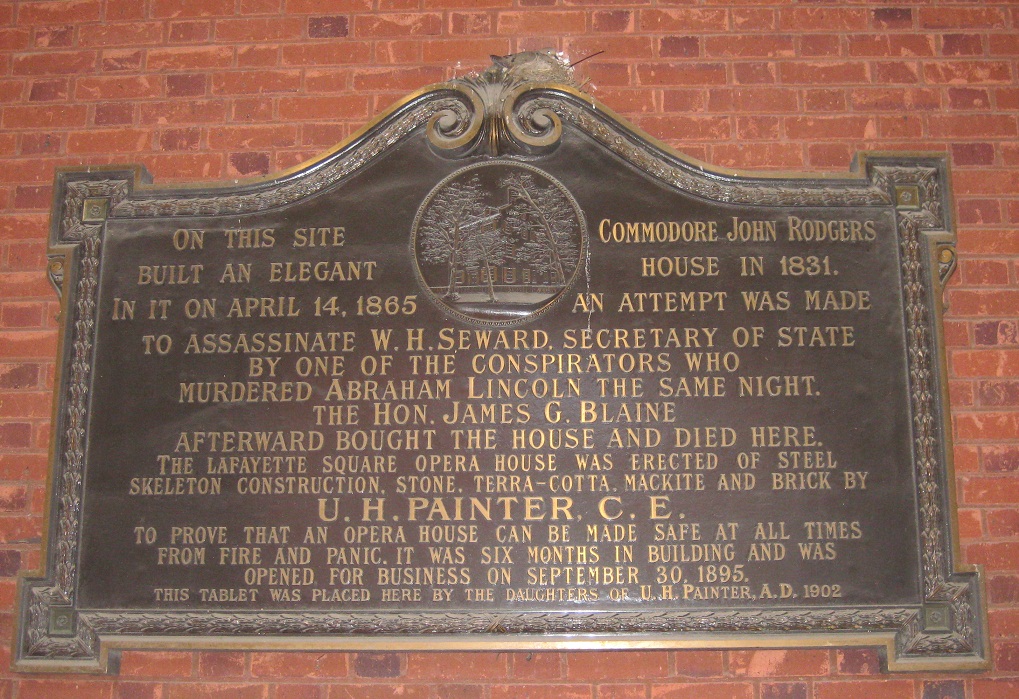 ON THIS SITE COMMODORE JOHN RODGERS
BUILT AN ELEGANT HOUSE IN 1831.
IN IT ON APRIL 14, 1865 AN ATTEMPT WAS MADE
TO ASSASSINATE W. H. SEWARD, SECRETARY OF STATE
BY ONE OF THE CONSPIRATORS WHO
MURDERED ABRAHAM LINCOLN THE SAME NIGHT.
THE HON. JAMES G. BLAINE
AFTERWARD BOUGHT THE HOUSE AND DIED HERE.
THE LAFAYETTE SQUARE OPERA HOUSE WAS ERECTED OF STEEL
SKELETON CONSTRUCTION, STONE, TERRA-COTTA, MACKITE AND BRICK BY
U. H. PAINTER, C. E.
TO PROVE THAT AN OPERA HOUSE CAN BE MADE SAFE AT ALL TIMES
FROM FIRE AND PANIC. IT WAS SIX MONTHS IN BUILDING AND WAS
OPENED FOR BUSINESS ON SEPTEMBER 30, 1895.
THIS TABLET WAS PLACED HERE BY THE DAUGHTERS OF U. H. PAINTER, A.D. 1902